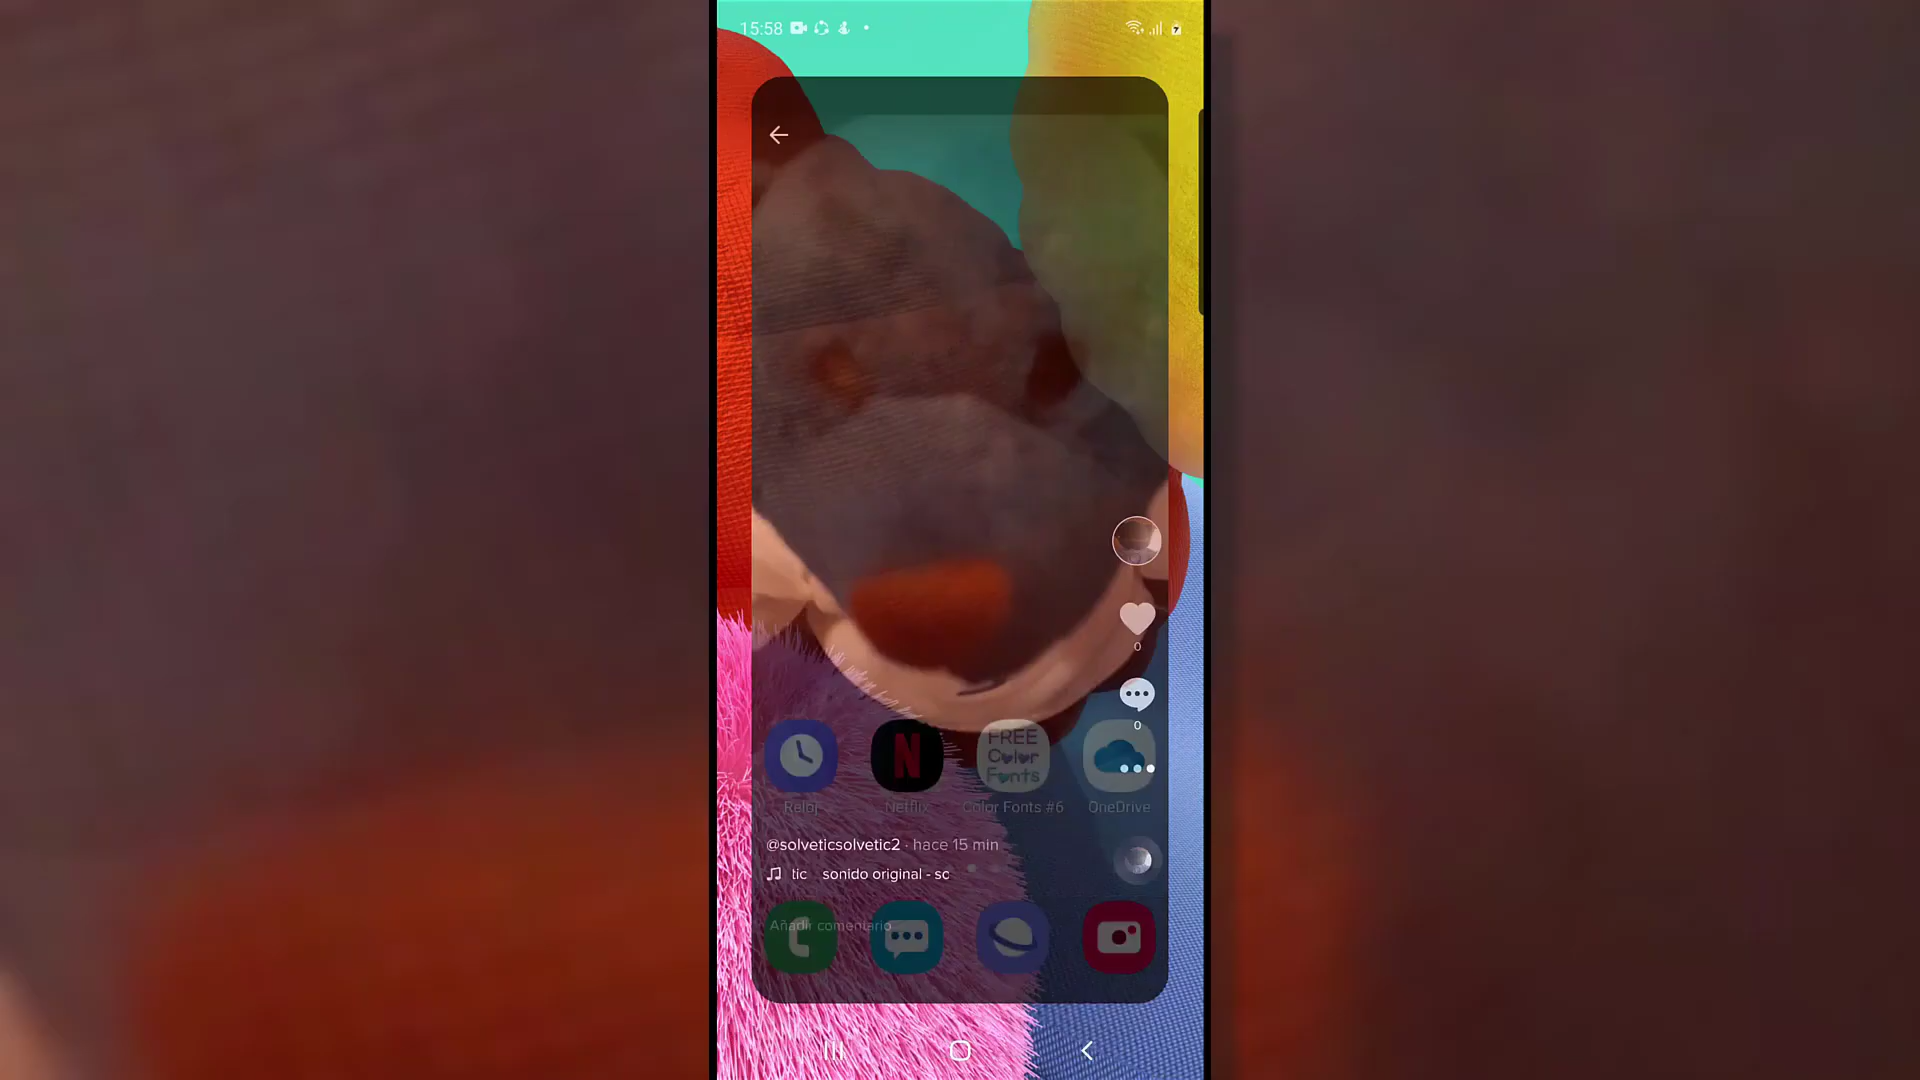 15:58
0
0
FREE
Color
Fonts
Reloj
Netflix
Color Fonts #6
OneDrive
@solveticsolvetic2 · hace 15 min
tic sonido original - sc
Añadir comentario